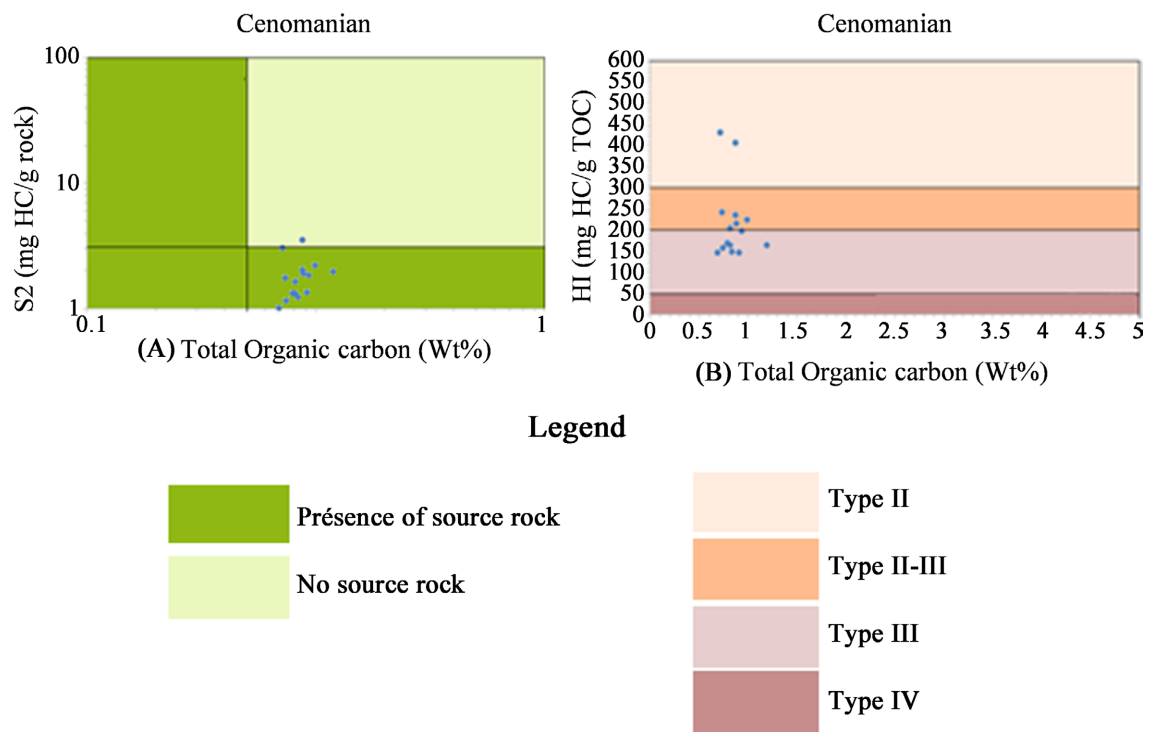 Cenomanian
S2 (mg HC/g rock)
100
10
1
0.1
1
(A) Total Organic carbon (Wt%)
Cenomanian
HI (mg HC/g TOC)
600
550
500
450
400
350
300
250
200
150
100
50
0
0 0.5 1 1.5 2 2.5 3 3.5 4 4.5 5
(B) Total Organic carbon (Wt%)
Legend
Présence of source rock
No source rock
Type II
Type II-III
Type III
Type IV